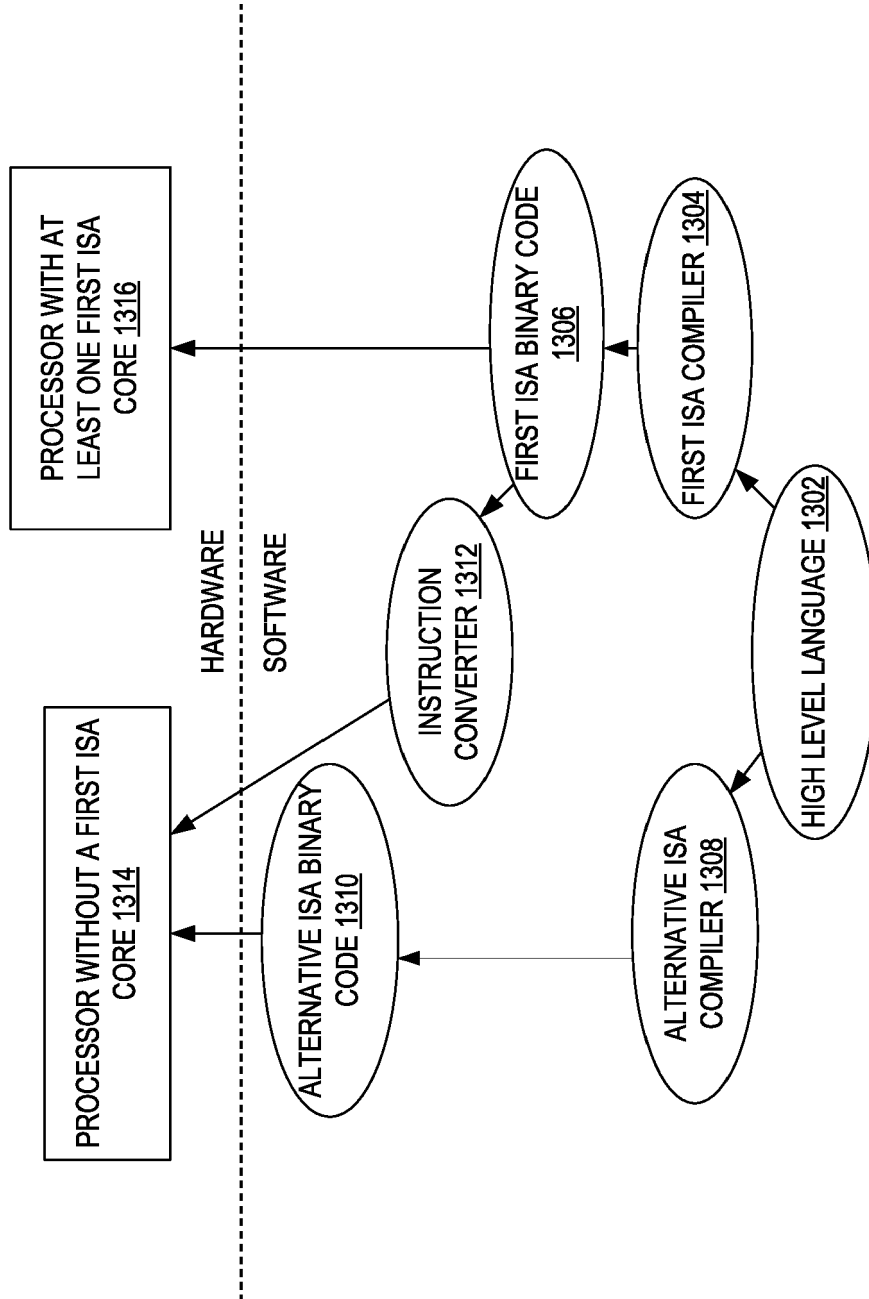 PROCESSOR WITHOUT A FIRST ISA
CORE 1314
PROCESSOR WITH AT
LEAST ONE FIRST ISA
CORE 1316
HARDWARE
SOFTWARE
ALTERNATIVE ISA BINARY
CODE 1310
INSTRUCTION
CONVERTER 1312
FIRST ISA BINARY CODE
1306
ALTERNATIVE ISA
COMPILER 1308
FIRST ISA COMPILER 1304
HIGH LEVEL LANGUAGE 1302